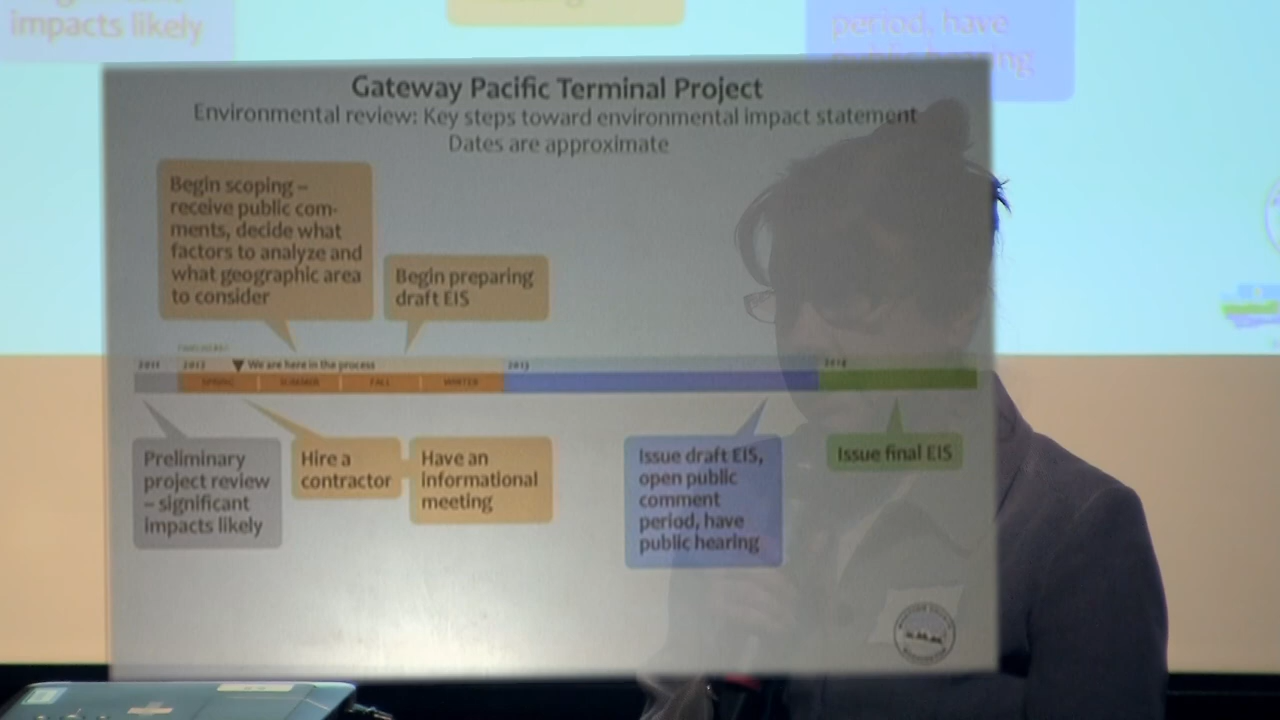 impacts likely
period, have
public hearing
Gateway Pacific Terminal Project
Environmental review: Key steps toward environmental impact statement
Dates are approximate
Begin scoping –
receive public com-
ments, decide what
factors to analyze and
what geographic area
to consider
Begin preparing
draft EIS
2011
2012
We are here in the process
2013
2014
SPRING
SUMMER
FALL
WINTER
Preliminary
project review
– significant
impacts likely
Hire a
contractor
Have an
informational
meeting
Issue draft EIS,
open public
comment
period, have
public hearing
Issue final EIS